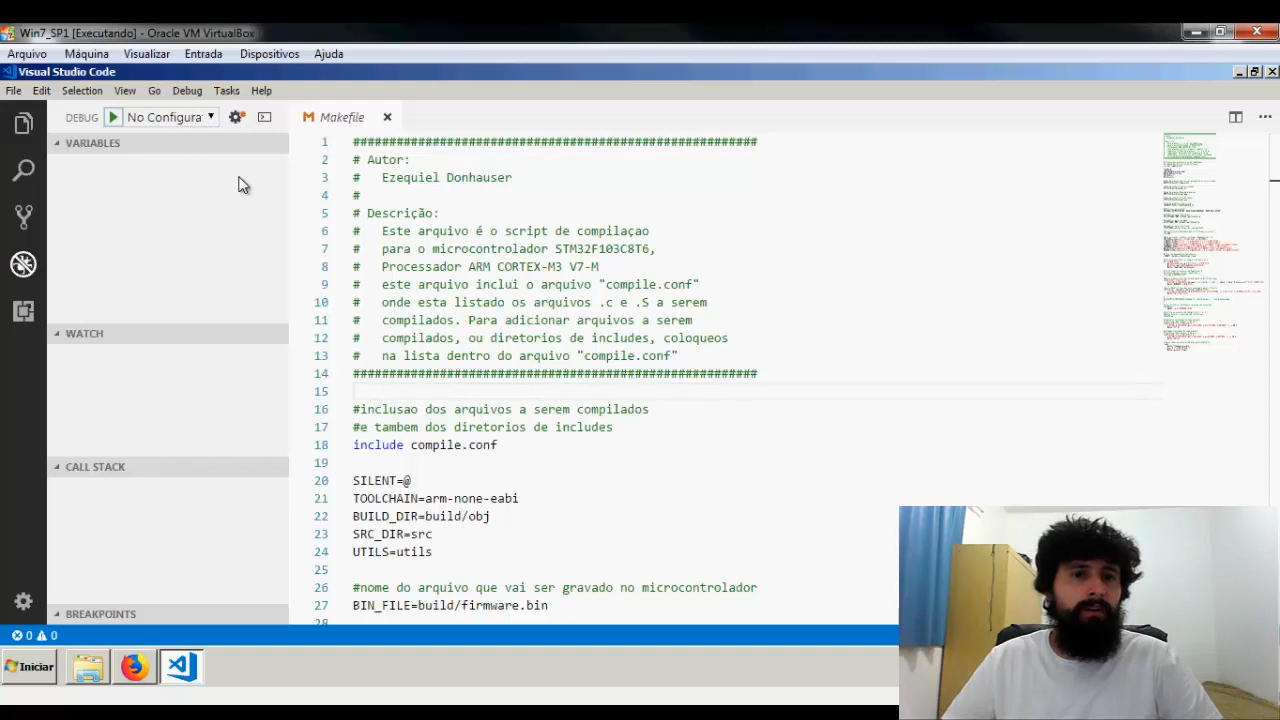 Win7_SP1 [Executando] - Oracle VM VirtualBox
Arquivo Máquina Visualizar Entrada Dispositivos Ajuda
Visual Studio Code
File Edit Selection View Go Debug Tasks Help
DEBUG No Configura
Makefile
VARIABLES
WATCH
CALL STACK
BREAKPOINTS
1 ########################################################
2 # Autor:
3 # Ezequiel Donhauser
4 #
5 # Descrição:
6 # Este arquivo é o script de compilaçao
7 # para o microcontrolador STM32F103C8T6,
8 # Processador ARM CORTEX-M3 V7-M
9 # este arquivo inclui o arquivo "compile.conf"
10 # onde esta listado os arquivos .c e .S a serem
11 # compilados. Para adicionar arquivos a serem
12 # compilados, ou diretorios de includes, coloqueos
13 # na lista dentro do arquivo "compile.conf"
14 ########################################################
15
16 #inclusao dos arquivos a serem compilados
17 #e tambem dos diretorios de includes
18 include compile.conf
19
20 SILENT=@
21 TOOLCHAIN=arm-none-eabi
22 BUILD_DIR=build/obj
23 SRC_DIR=src
24 UTILS=utils
25
26 #nome do arquivo que vai ser gravado no microcontrolador
27 BIN_FILE=build/firmware.bin
28
0 0
Iniciar